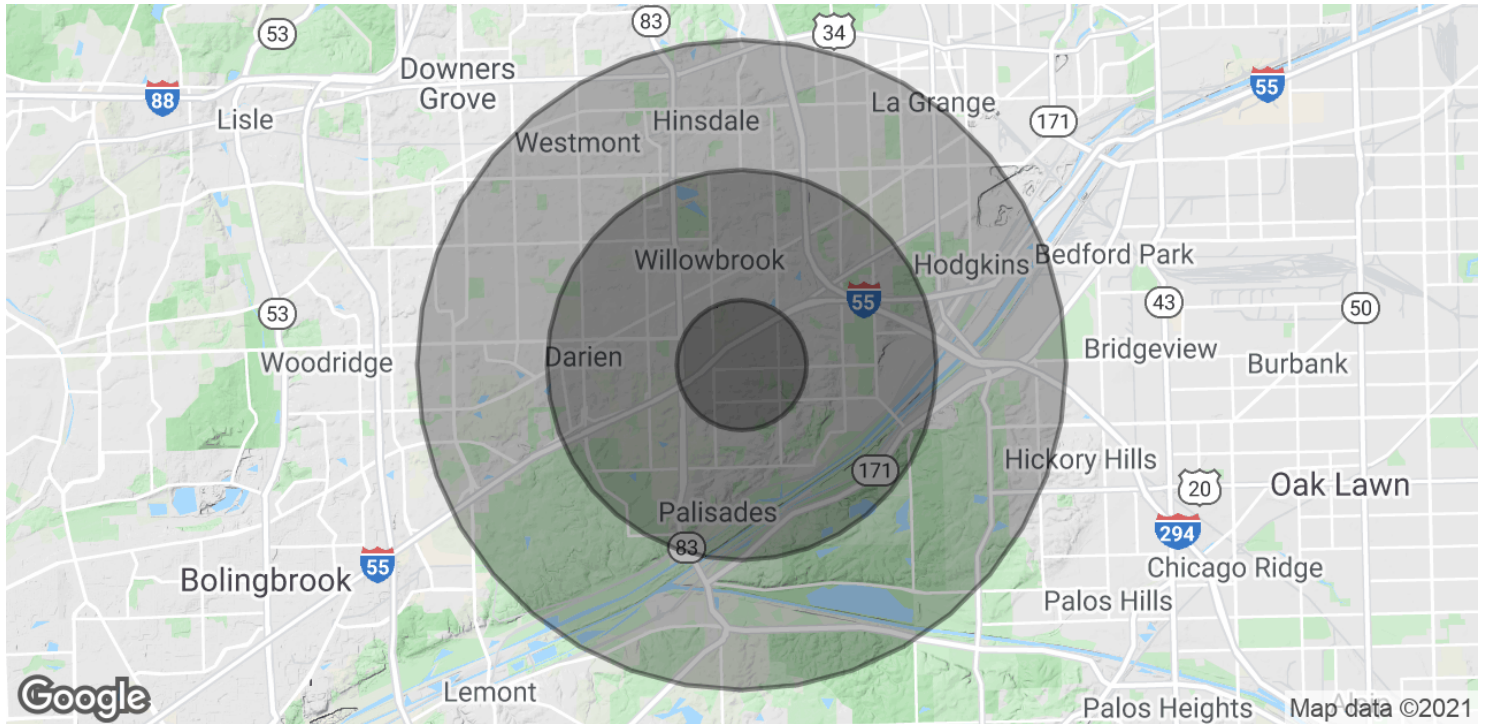 83
34
53
Downers
Grove
88
55
Lisle
La Grange
171
Hinsdale
Westmont
Willowbrook
Hodgkins
Bedford Park
55
43
50
53
Woodridge
Darien
Bridgeview
Burbank
171
Hickory Hills
20
Oak Lawn
Palisades
83
294
55
Bolingbrook
Chicago Ridge
Palos Hills
Lemont
Google
Palos Heights
Map data ©2021